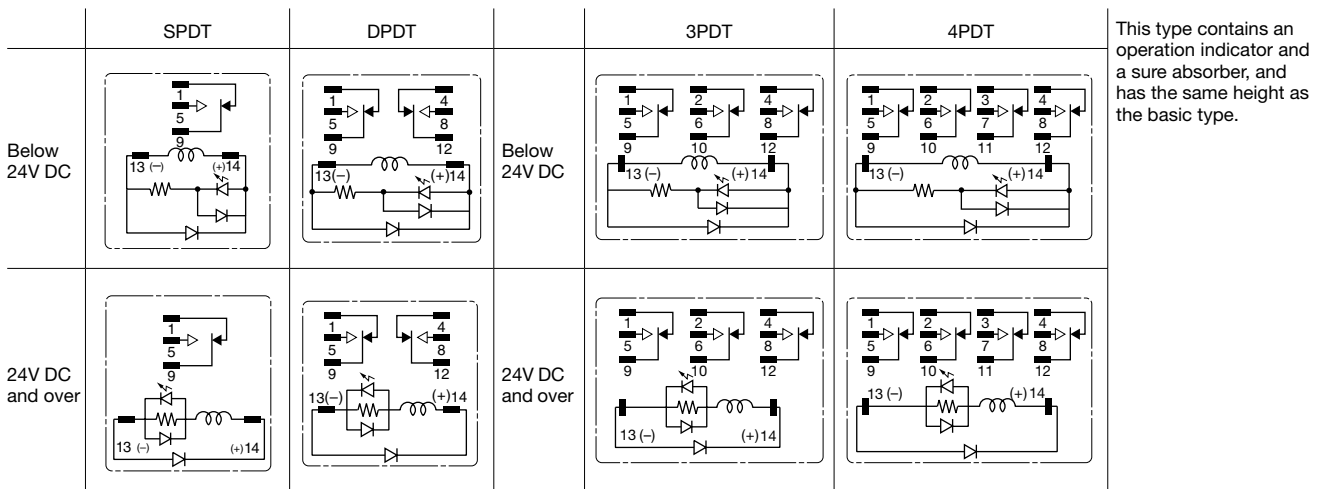 SPDT DPDT 3PDT 4PDT
This type contains an
operation indicator and
a sure absorber, and
has the same height as
the basic type.
Below
24V DC
1
5
9
13 (–) (+)14
1 4
5 8
9 12
13(–) (+)14
Below
24V DC
1 2 4
5 6 8
9 10 12
13 (–) (+)14
1 2 3 4
5 6 7 8
9 10 11 12
13 (–) (+)14
24V DC
and over
1
5
9
13 (–) (+)14
1 4
5 8
9 12
13(–) (+)14
24V DC
and over
1 2 4
5 6 8
9 10 12
13 (–) (+)14
1 2 3 4
5 6 7 8
9 10 11 12
13 (–) (+)14